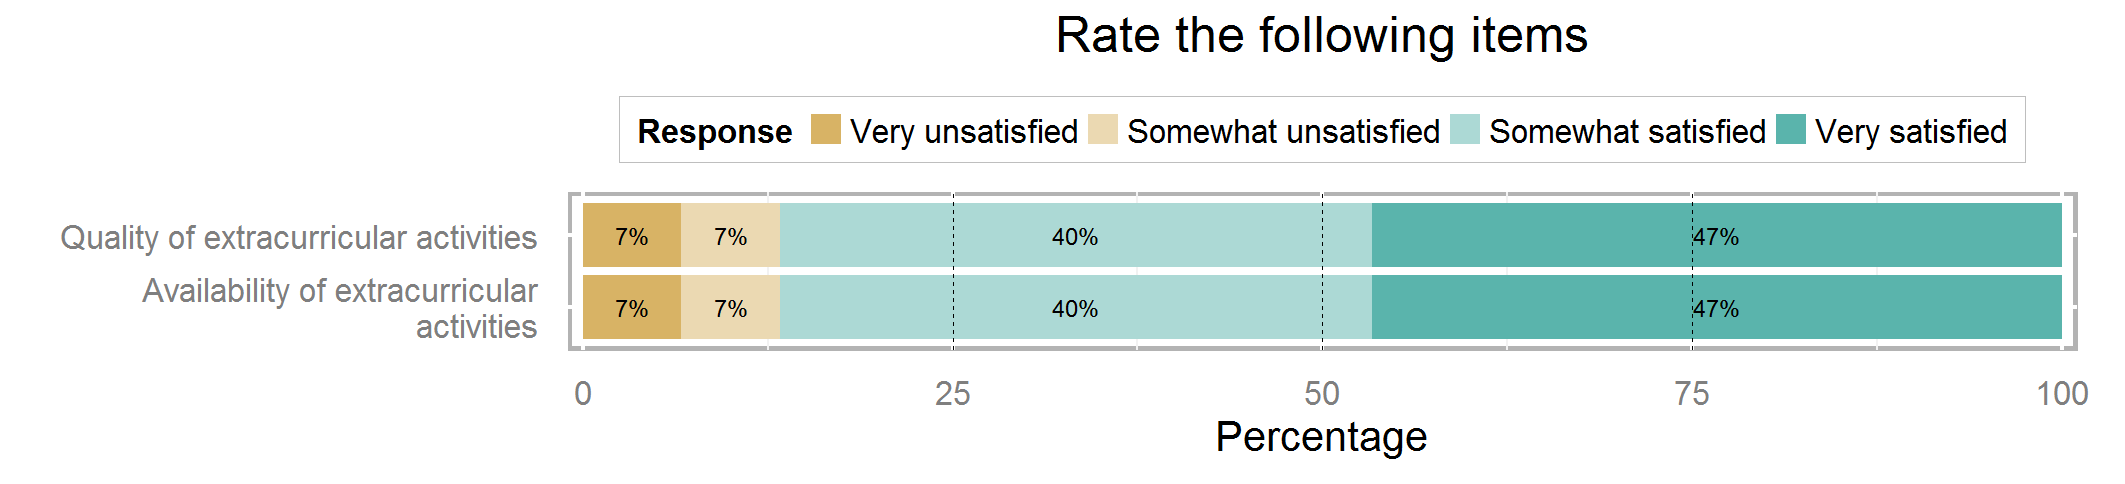 Rate the following items
Response Very unsatisfied Somewhat unsatisfied Somewhat satisfied Very satisfied
Quality of extracurricular activities 7% 7% 40% 47%
Availability of extracurricular
activities 7% 7% 40% 47%
0 25 50 75 100
Percentage